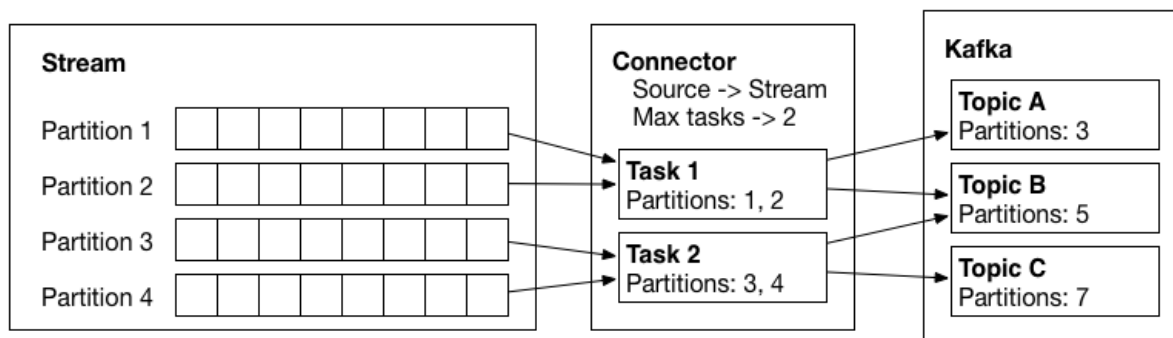 Stream
Partition 1
Partition 2
Partition 3
Partition 4
Connector
Source -> Stream
Max tasks -> 2
Task 1
Partitions: 1, 2
Task 2
Partitions: 3, 4
Kafka
Topic A
Partitions: 3
Topic B
Partitions: 5
Topic C
Partitions: 7